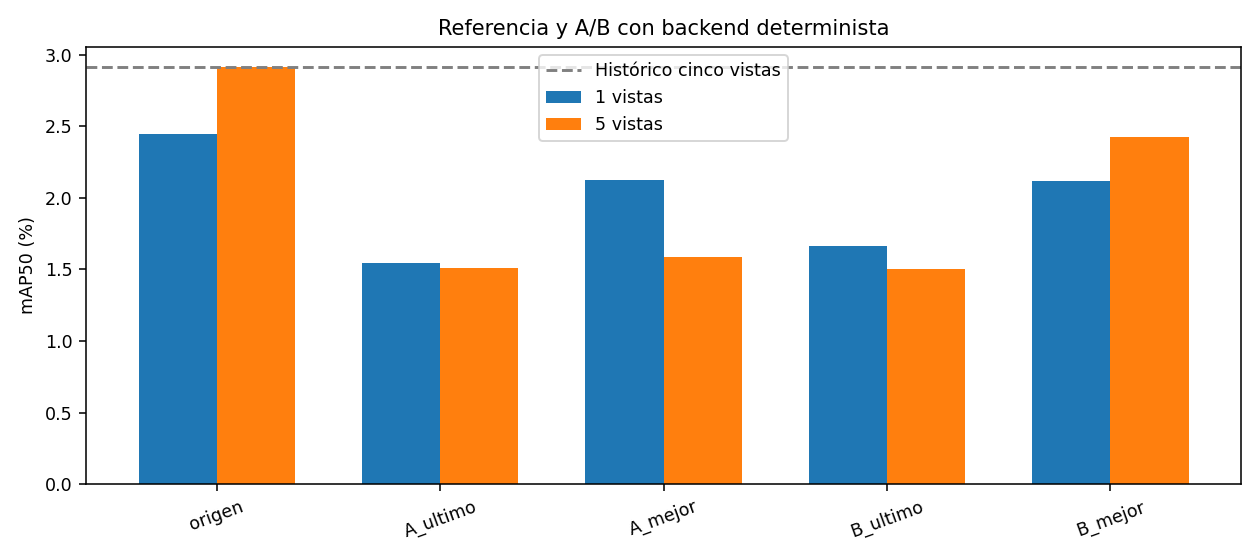 Referencia y A/B con backend determinista
3.0
2.5
2.0
1.5
1.0
0.5
0.0
mAP50 (%)
Histórico cinco vistas
1 vistas
5 vistas
origen
A_ultimo
A_mejor
B_ultimo
B_mejor